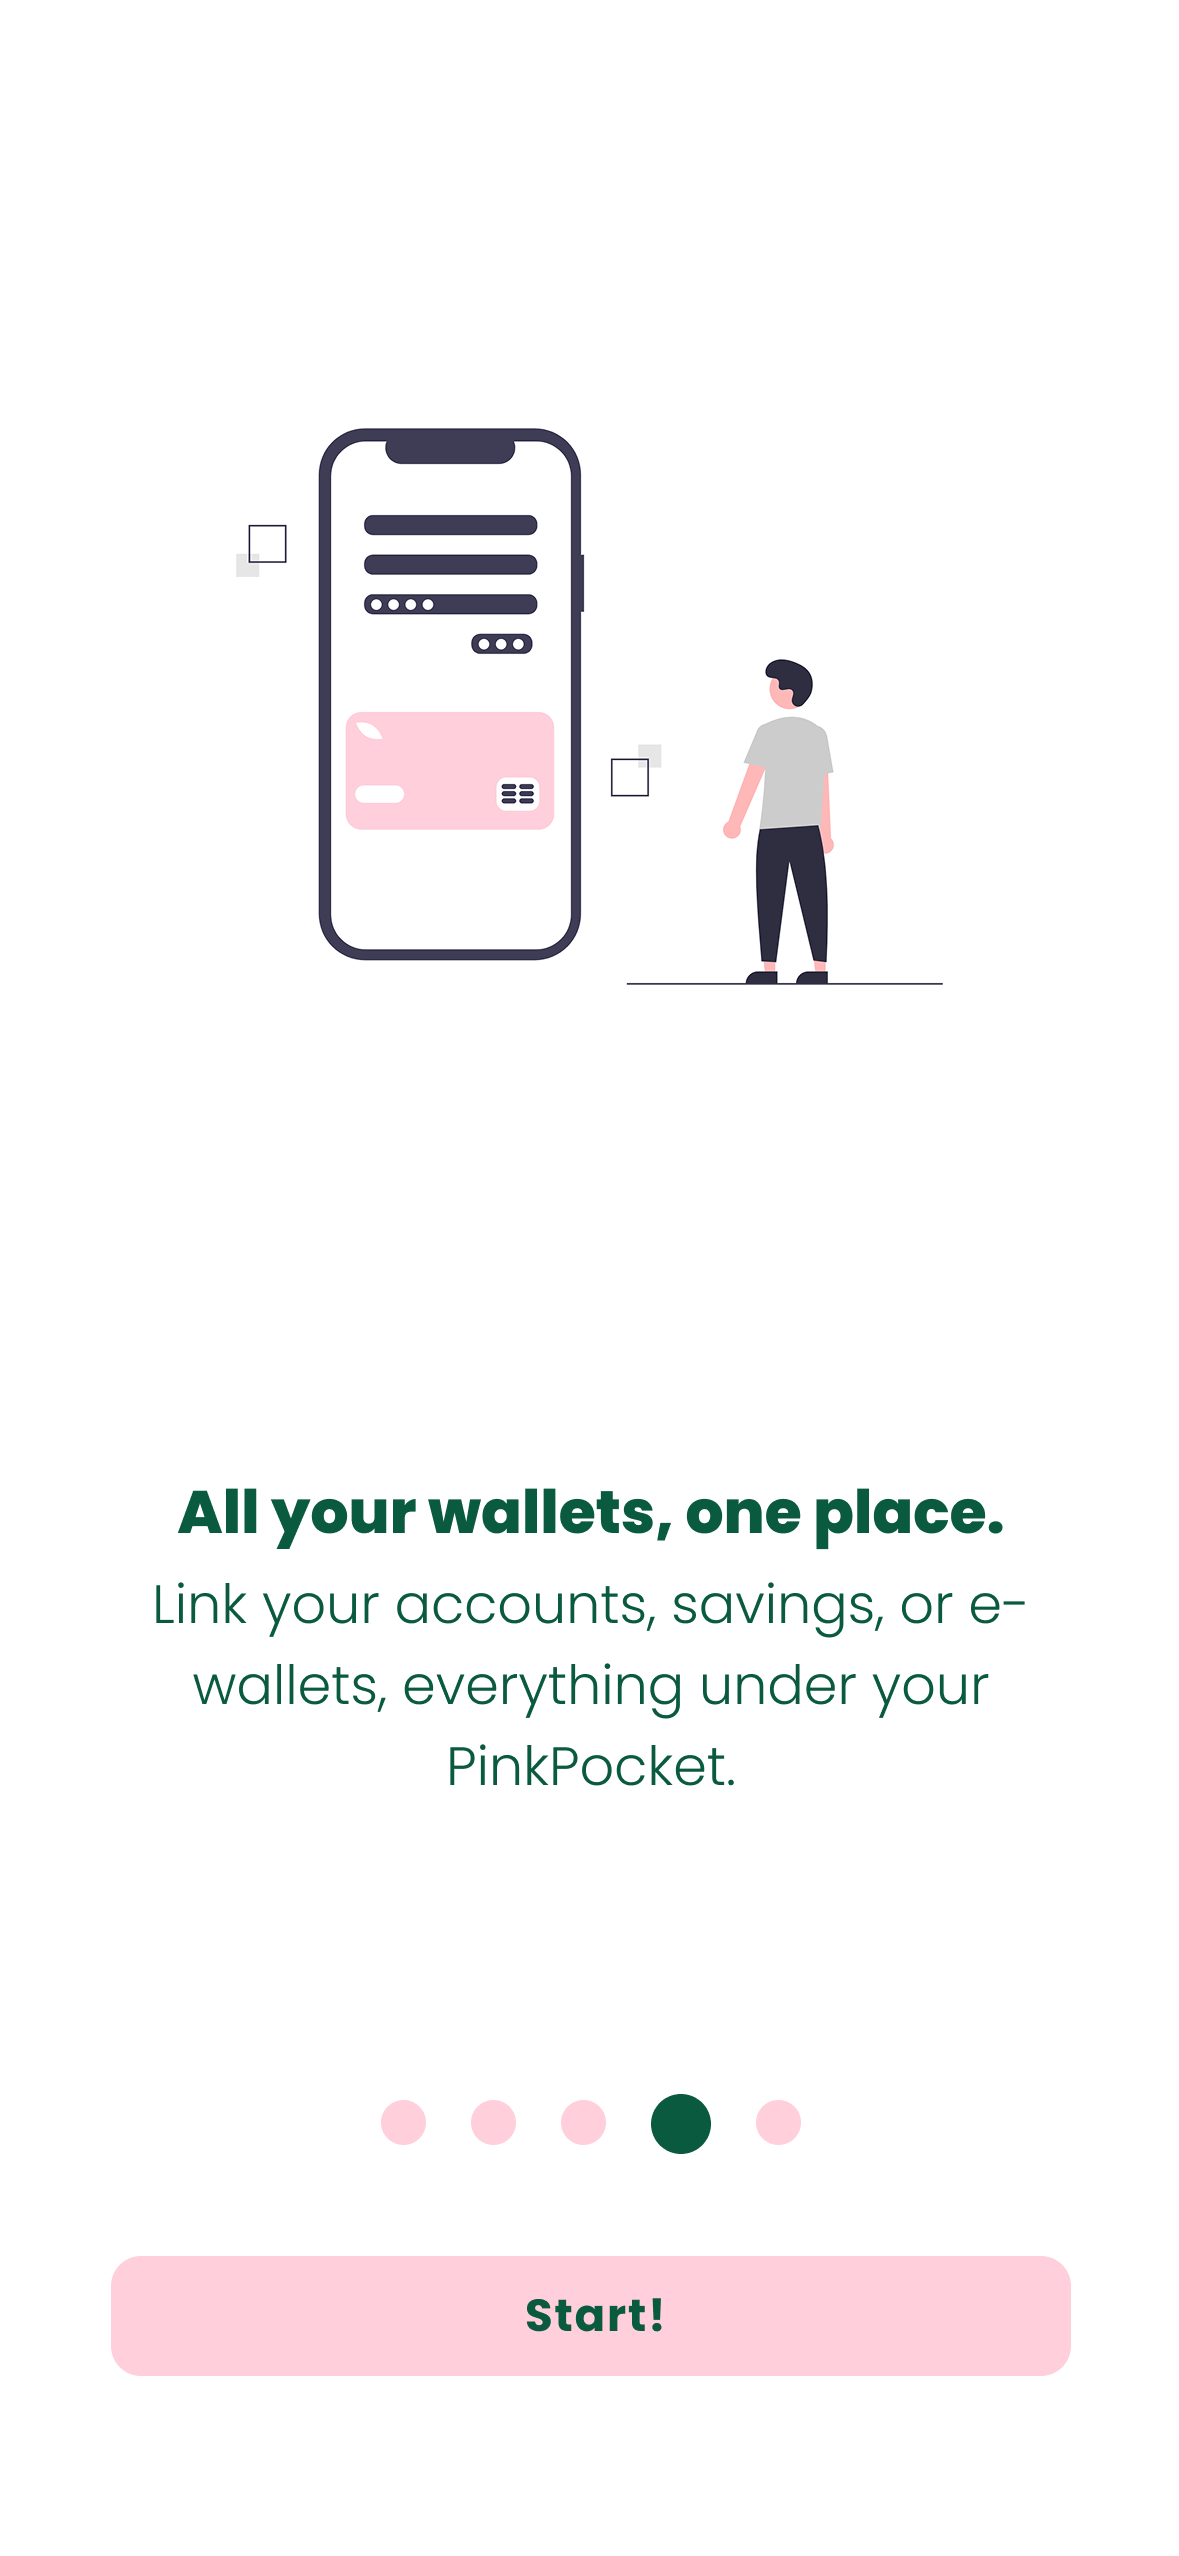 All your wallets, one place.
Link your accounts, savings, or e-
wallets, everything under your
PinkPocket.
Start!